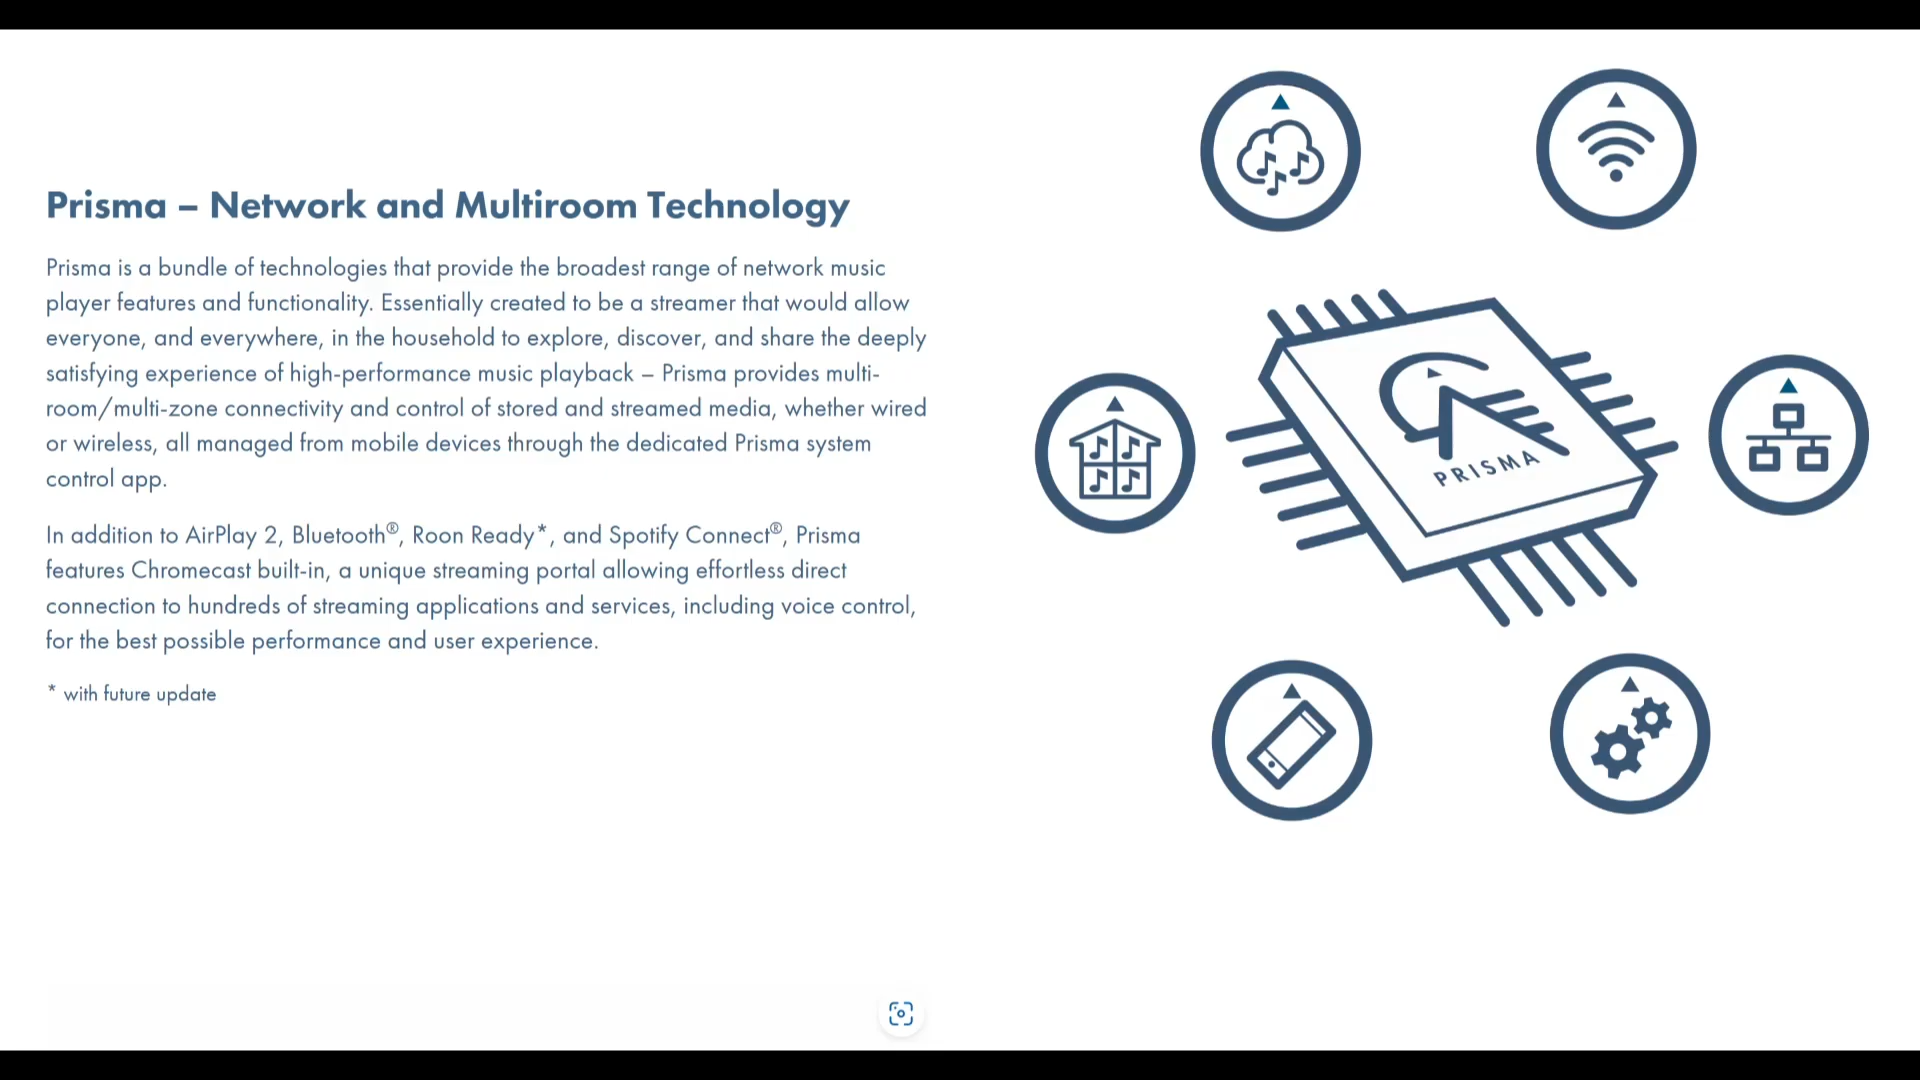 Prisma – Network and Multiroom Technology
Prisma is a bundle of technologies that provide the broadest range of network music
player features and functionality. Essentially created to be a streamer that would allow
everyone, and everywhere, in the household to explore, discover, and share the deeply
satisfying experience of high-performance music playback – Prisma provides multi-
room/multi-zone connectivity and control of stored and streamed media, whether wired
or wireless, all managed from mobile devices through the dedicated Prisma system
control app.
In addition to AirPlay 2, Bluetooth®, Roon Ready*, and Spotify Connect®, Prisma
features Chromecast built-in, a unique streaming portal allowing effortless direct
connection to hundreds of streaming applications and services, including voice control,
for the best possible performance and user experience.
* with future update
PRISMA